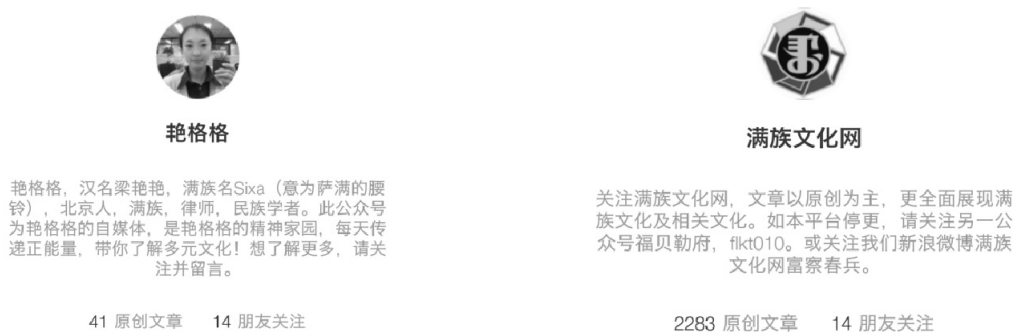 艳格格
艳格格，汉名梁艳艳，满族名Sixa（意为萨满的腰
铃），北京人，满族，律师，民族学者。此公众号
为艳格格的自媒体，是艳格格的精神家园，每天传
递正能量，带你了解多元文化！想了解更多，请关
注并留言。
41 原创文章 14 朋友关注
满族文化网
关注满族文化网，文章以原创为主，更全面展现满
族文化及相关文化。如本平台停更，请关注另一公
众号福贝勒府，flkt010。或关注我们新浪微博满族
文化网富察春兵。
2283 原创文章 14 朋友关注